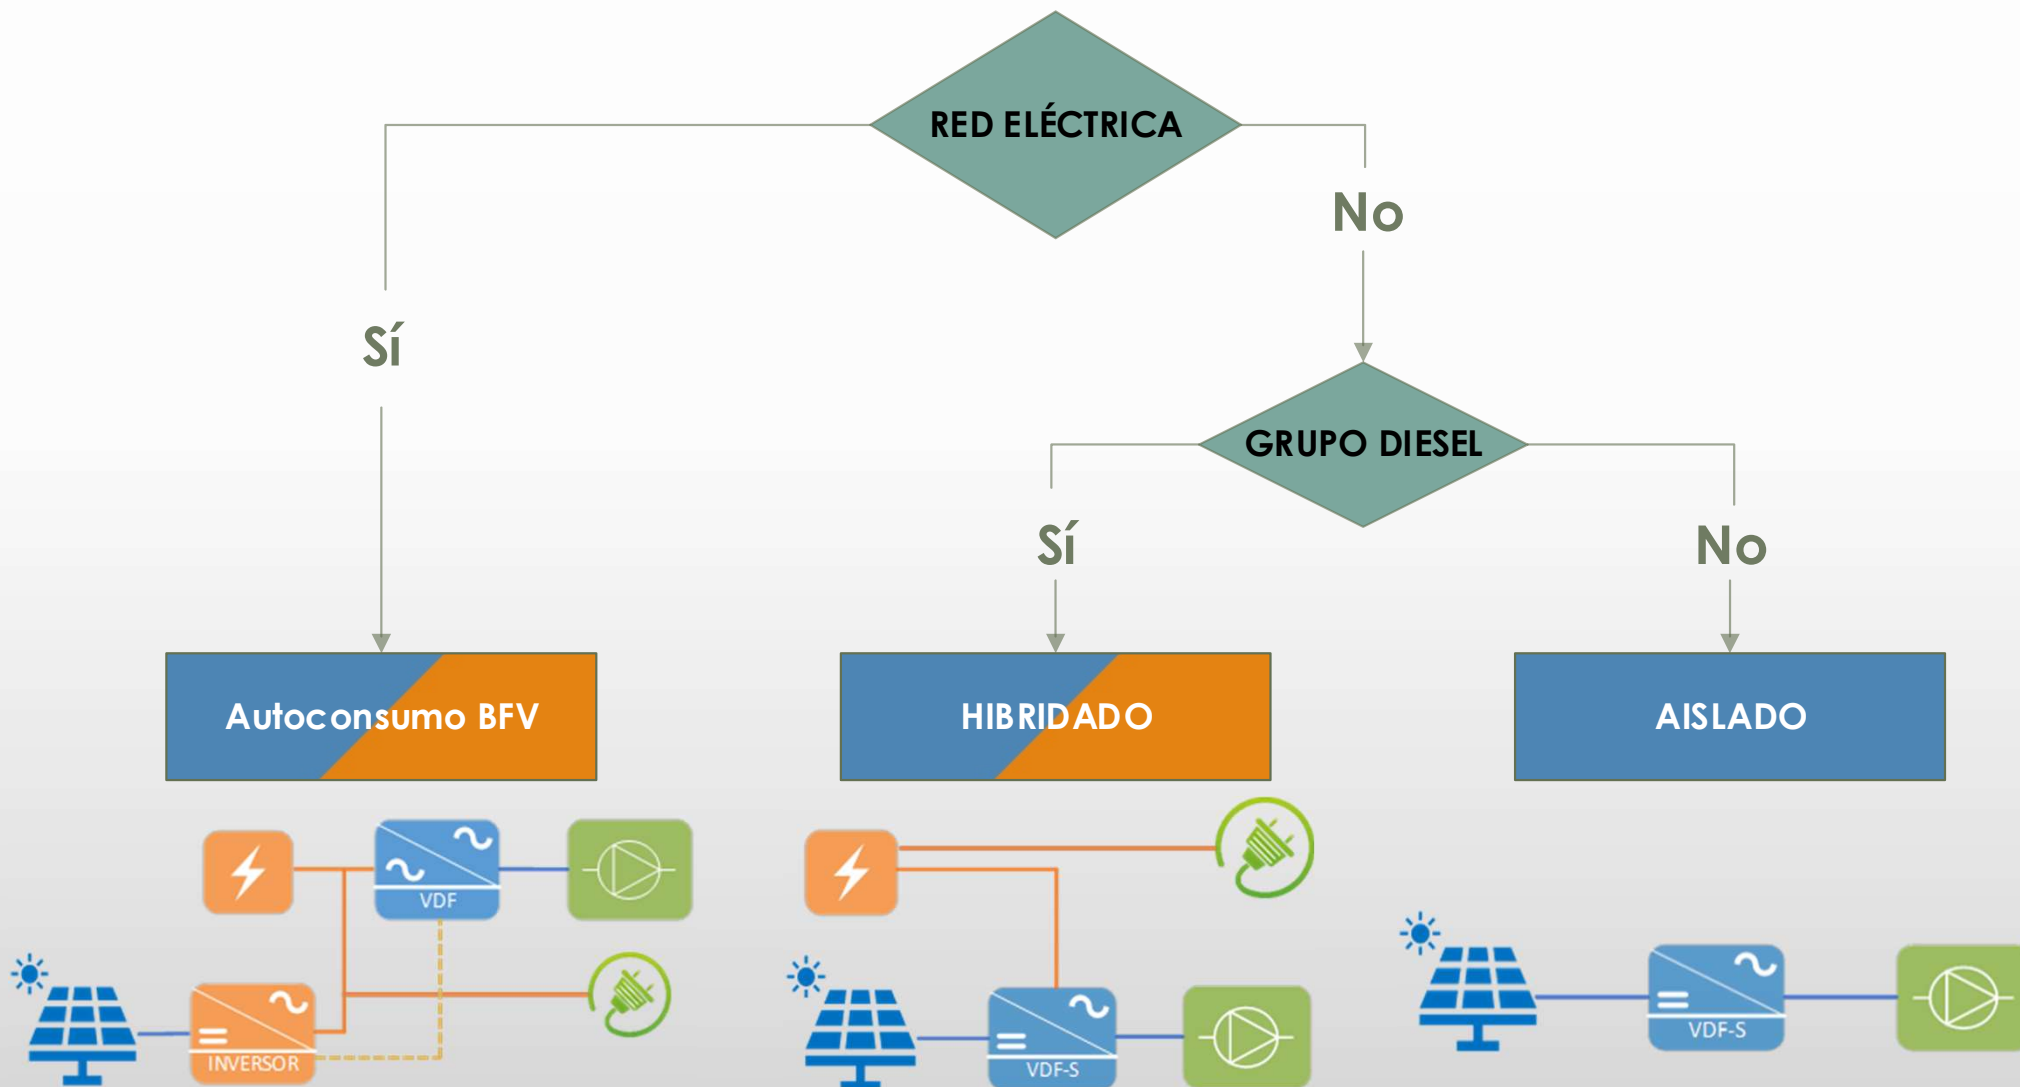 RED ELÉCTRICA
No
Sí
GRUPO DIESEL
Sí
No
Autoconsumo BFV
HIBRIDADO
AISLADO
VDF
INVERSOR
VDF-S
VDF-S